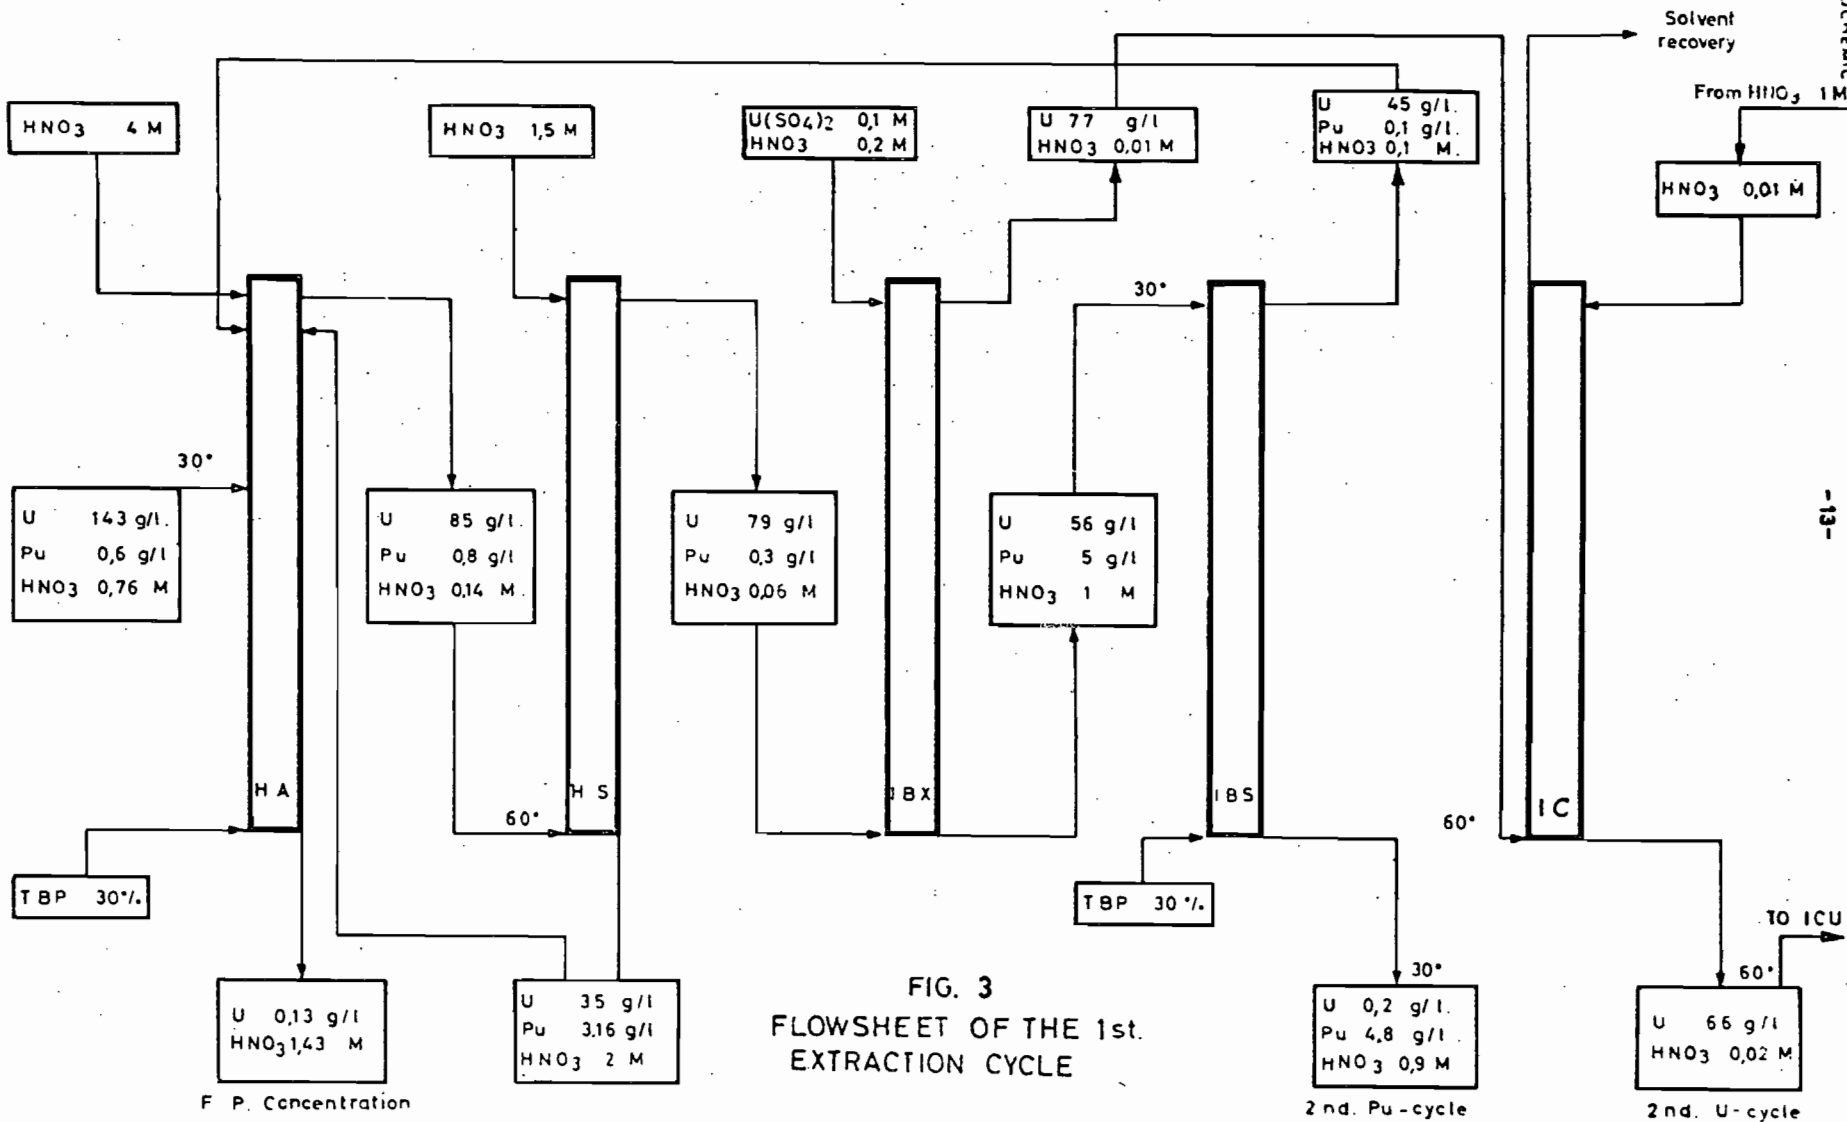 Solvent
recovery
From HNO3 1M
HNO3 4 M
HNO3 1,5 M
U(SO4)2 0,1 M
HNO3 0,2 M
U 77 g/l
HNO3 0,01 M
U 45 g/l.
Pu 0,1 g/l.
HNO3 0,1 M.
HNO3 0,01 M
30°
30°
U 143 g/l.
Pu 0,6 g/l
HNO3 0,76 M
U 85 g/l.
Pu 0,8 g/l
HNO3 0,14 M.
U 79 g/l
Pu 0,3 g/l
HNO3 0,06 M
U 56 g/l
Pu 5 g/l
HNO3 1 M
-13-
HA
HS
IBX
IBS
IC
60°
60°
TBP 30%.
TBP 30%.
TO ICU
U 0,13 g/l
HNO3 1,43 M
F P. Concentration
U 35 g/l
Pu 3,16 g/l
HNO3 2 M
FIG. 3
FLOWSHEET OF THE 1st.
EXTRACTION CYCLE
30°
U 0,2 g/l.
Pu 4,8 g/l.
HNO3 0,9 M
2nd. Pu-cycle
60°
U 66 g/l
HNO3 0,02 M
2nd. U-cycle